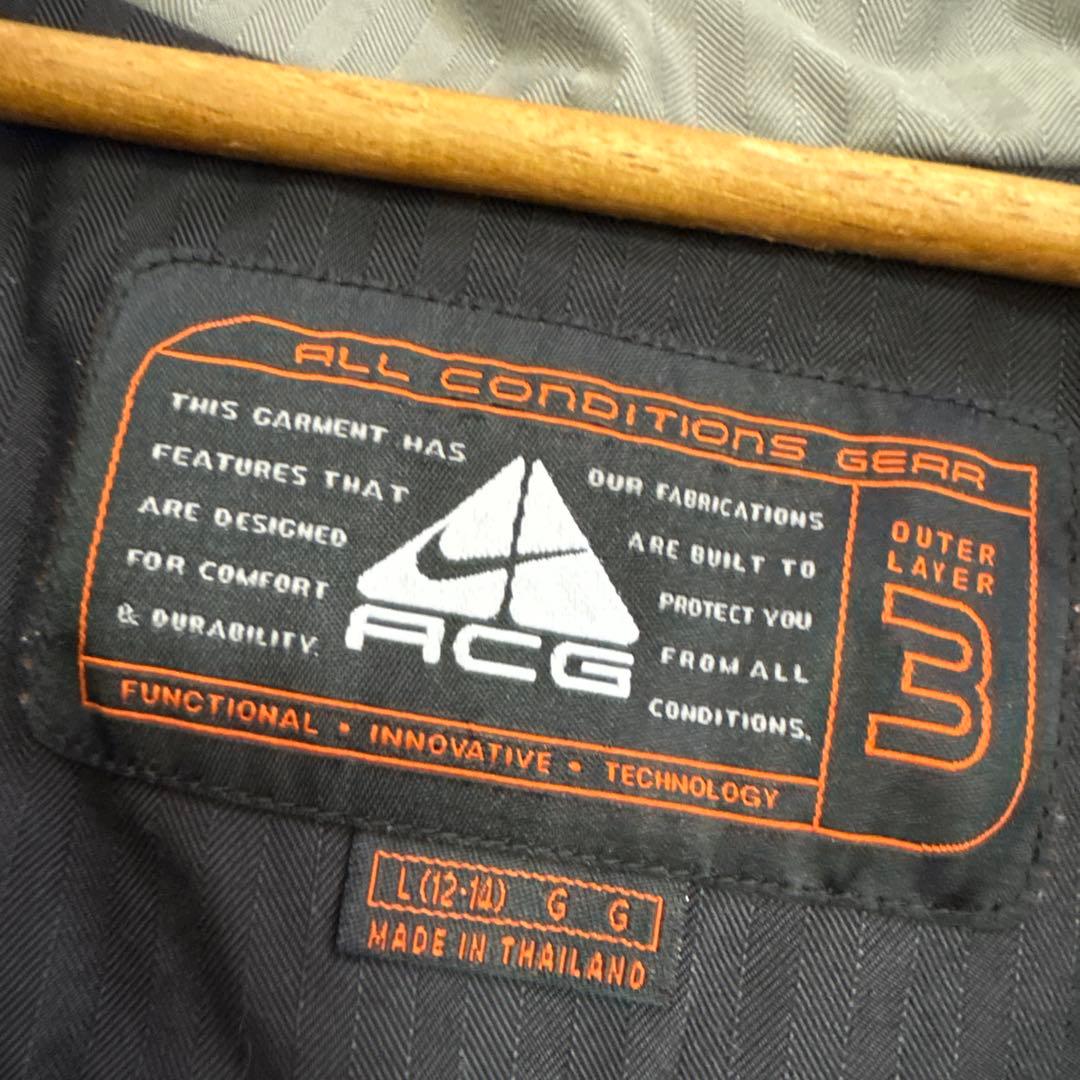 ALL CONDITIONS GEAR
THIS GARMENT HAS
FEATURES THAT
ARE DESIGNED
FOR COMFORT
& DURABILITY.
ACG
OUR FABRICATIONS
ARE BUILT TO
PROTECT YOU
FROM ALL
CONDITIONS.
OUTER
LAYER
3
FUNCTIONAL • INNOVATIVE • TECHNOLOGY
L(12-14) G G
MADE IN THAILAND